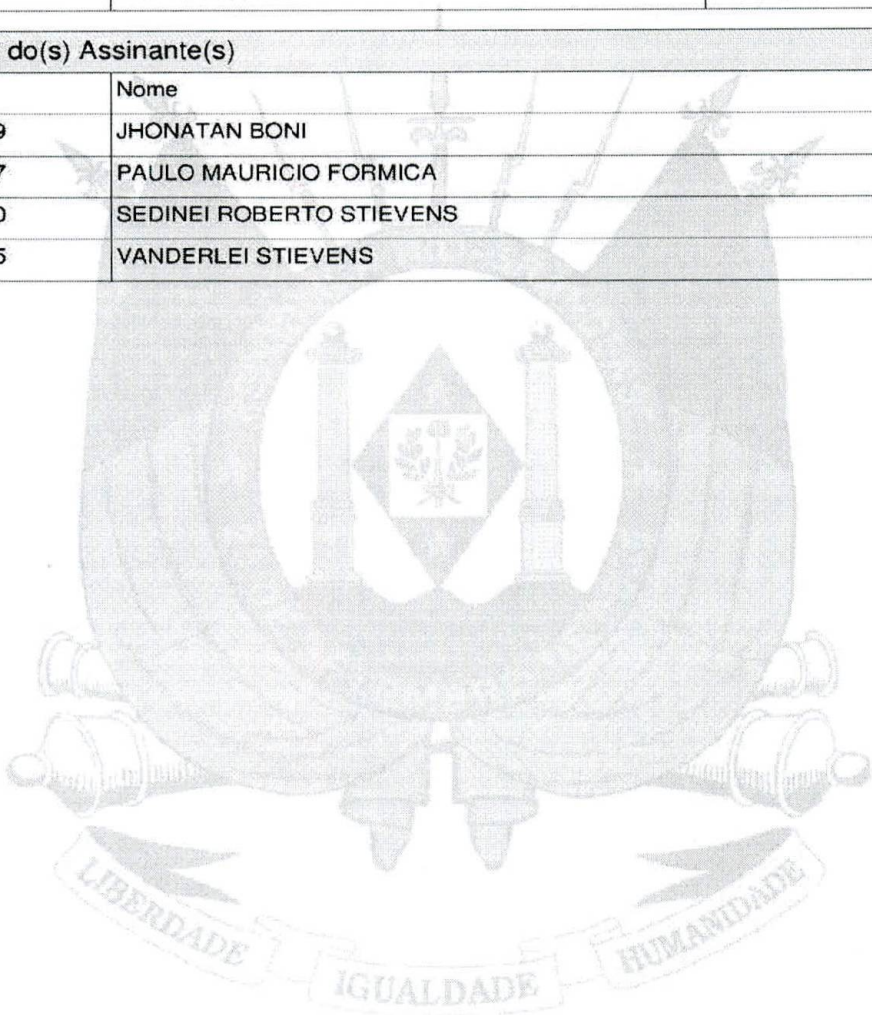 do(s) Assinante(s)
Nome
9 JHONATAN BONI
7 PAULO MAURICIO FORMICA
0 SEDINEI ROBERTO STIEVENS
5 VANDERLEI STIEVENS
LIBERDADE
IGUALDADE
HUMANIDADE